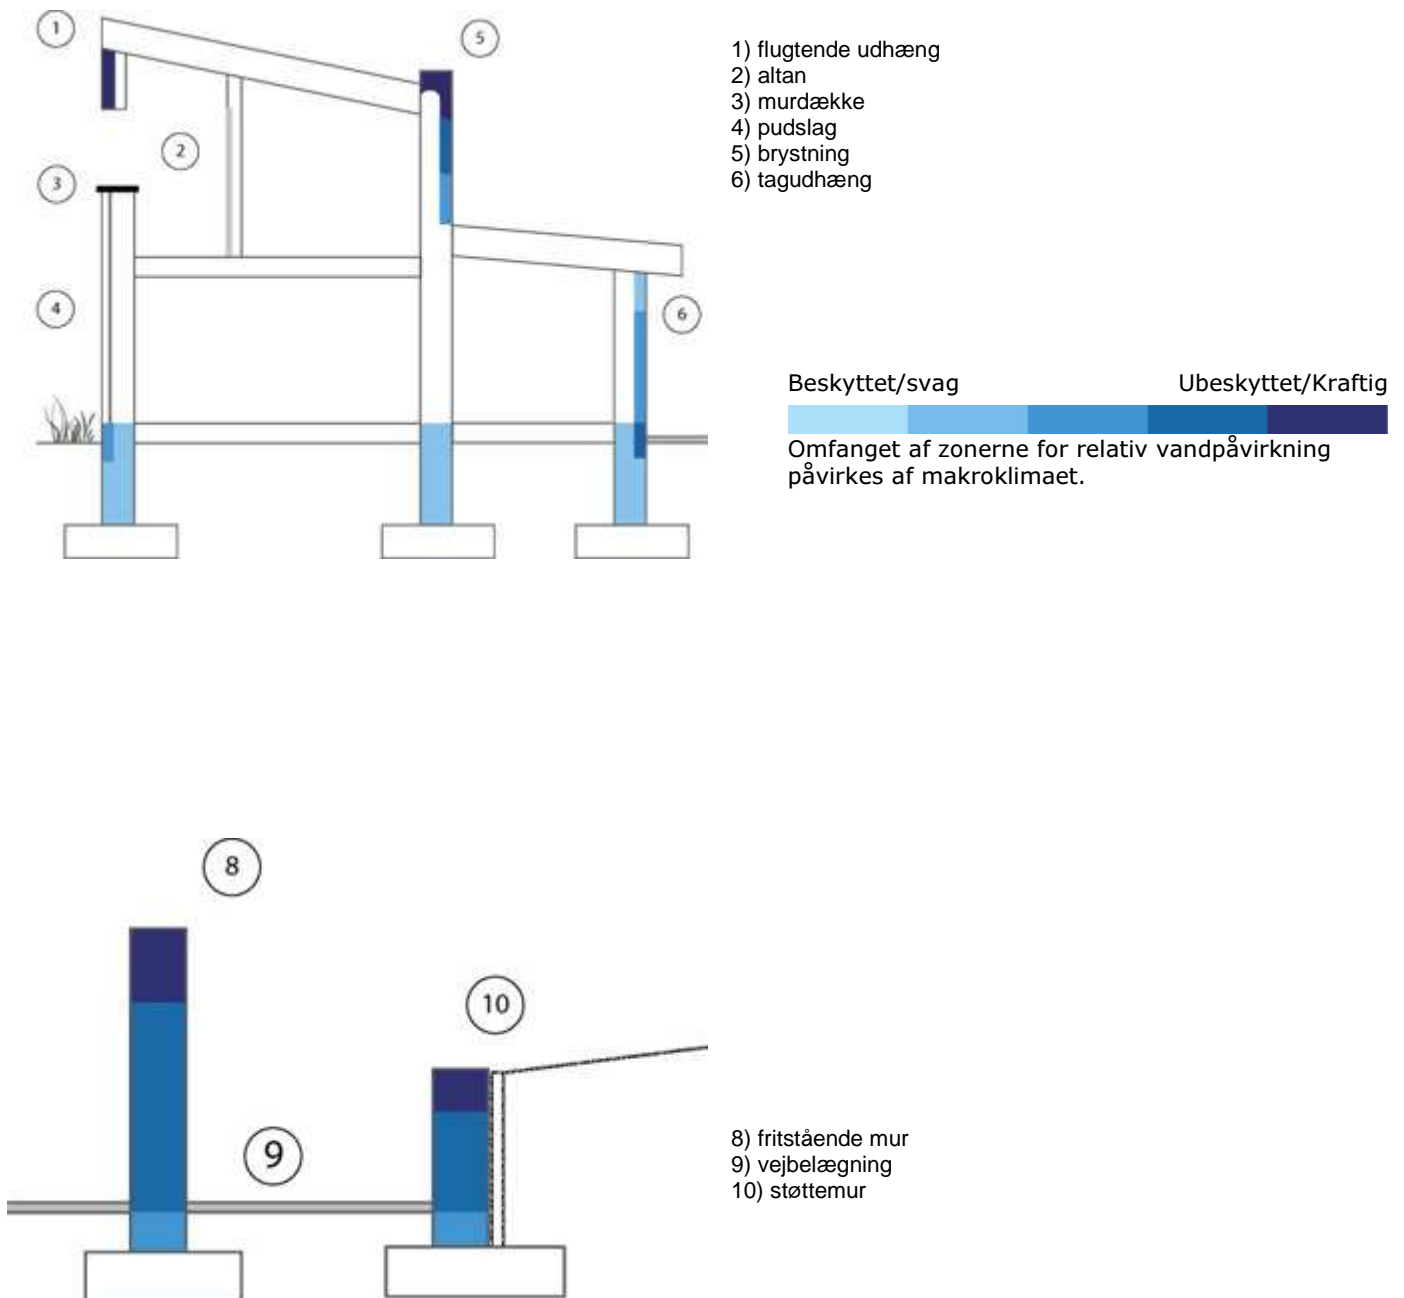 1
5
1) flugtende udhæng
2) altan
3) murdække
4) pudslag
5) brystning
6) tagudhæng
2
3
4
6
Beskyttet/svag Ubeskyttet/Kraftig
Omfanget af zonerne for relativ vandpåvirkning
påvirkes af makroklimaet.
8
10
9
8) fritstående mur
9) vejbelægning
10) støttemur